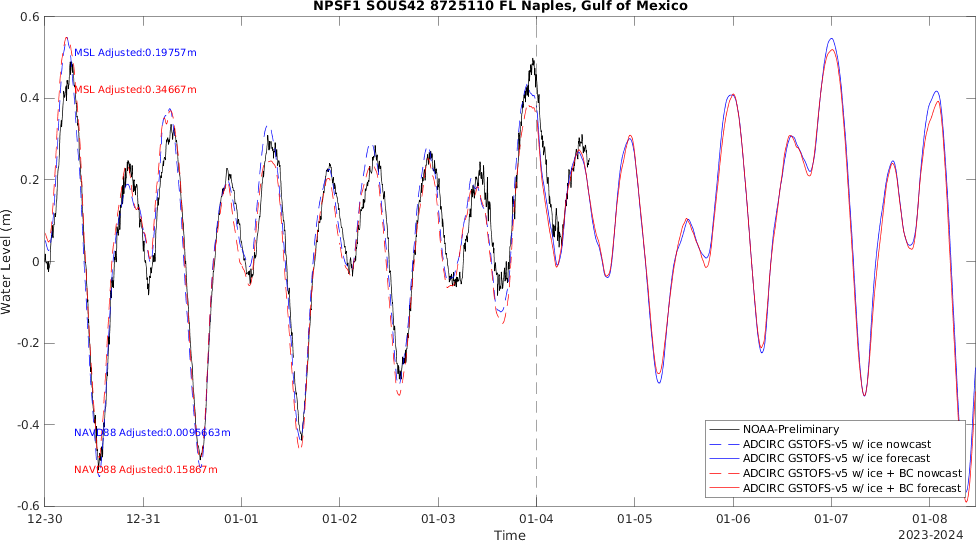 NPSF1 SOUS42 8725110 FL Naples, Gulf of Mexico
0.6
0.4
0.2
0
-0.2
-0.4
-0.6
Water Level (m)
MSL Adjusted:0.19757m
MSL Adjusted:0.34667m
NAVD88 Adjusted:0.0096663m
NAVD88 Adjusted:0.15867m
NOAA-Preliminary
ADCIRC GSTOFS-v5 w/ ice nowcast
ADCIRC GSTOFS-v5 w/ ice forecast
ADCIRC GSTOFS-v5 w/ ice + BC nowcast
ADCIRC GSTOFS-v5 w/ ice + BC forecast
12-30 12-31 01-01 01-02 01-03 01-04 01-05 01-06 01-07 01-08
Time
2023-2024